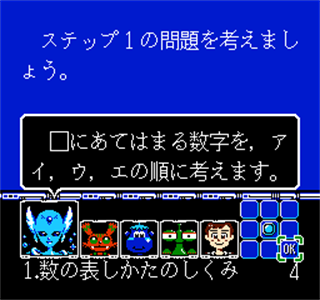 ステップ1の問題を考えまし
ょう。
□にあてはまる数字を,ア
イ,ウ,エの順に考えます。
OK
1.数の表しかたのしくみ 4